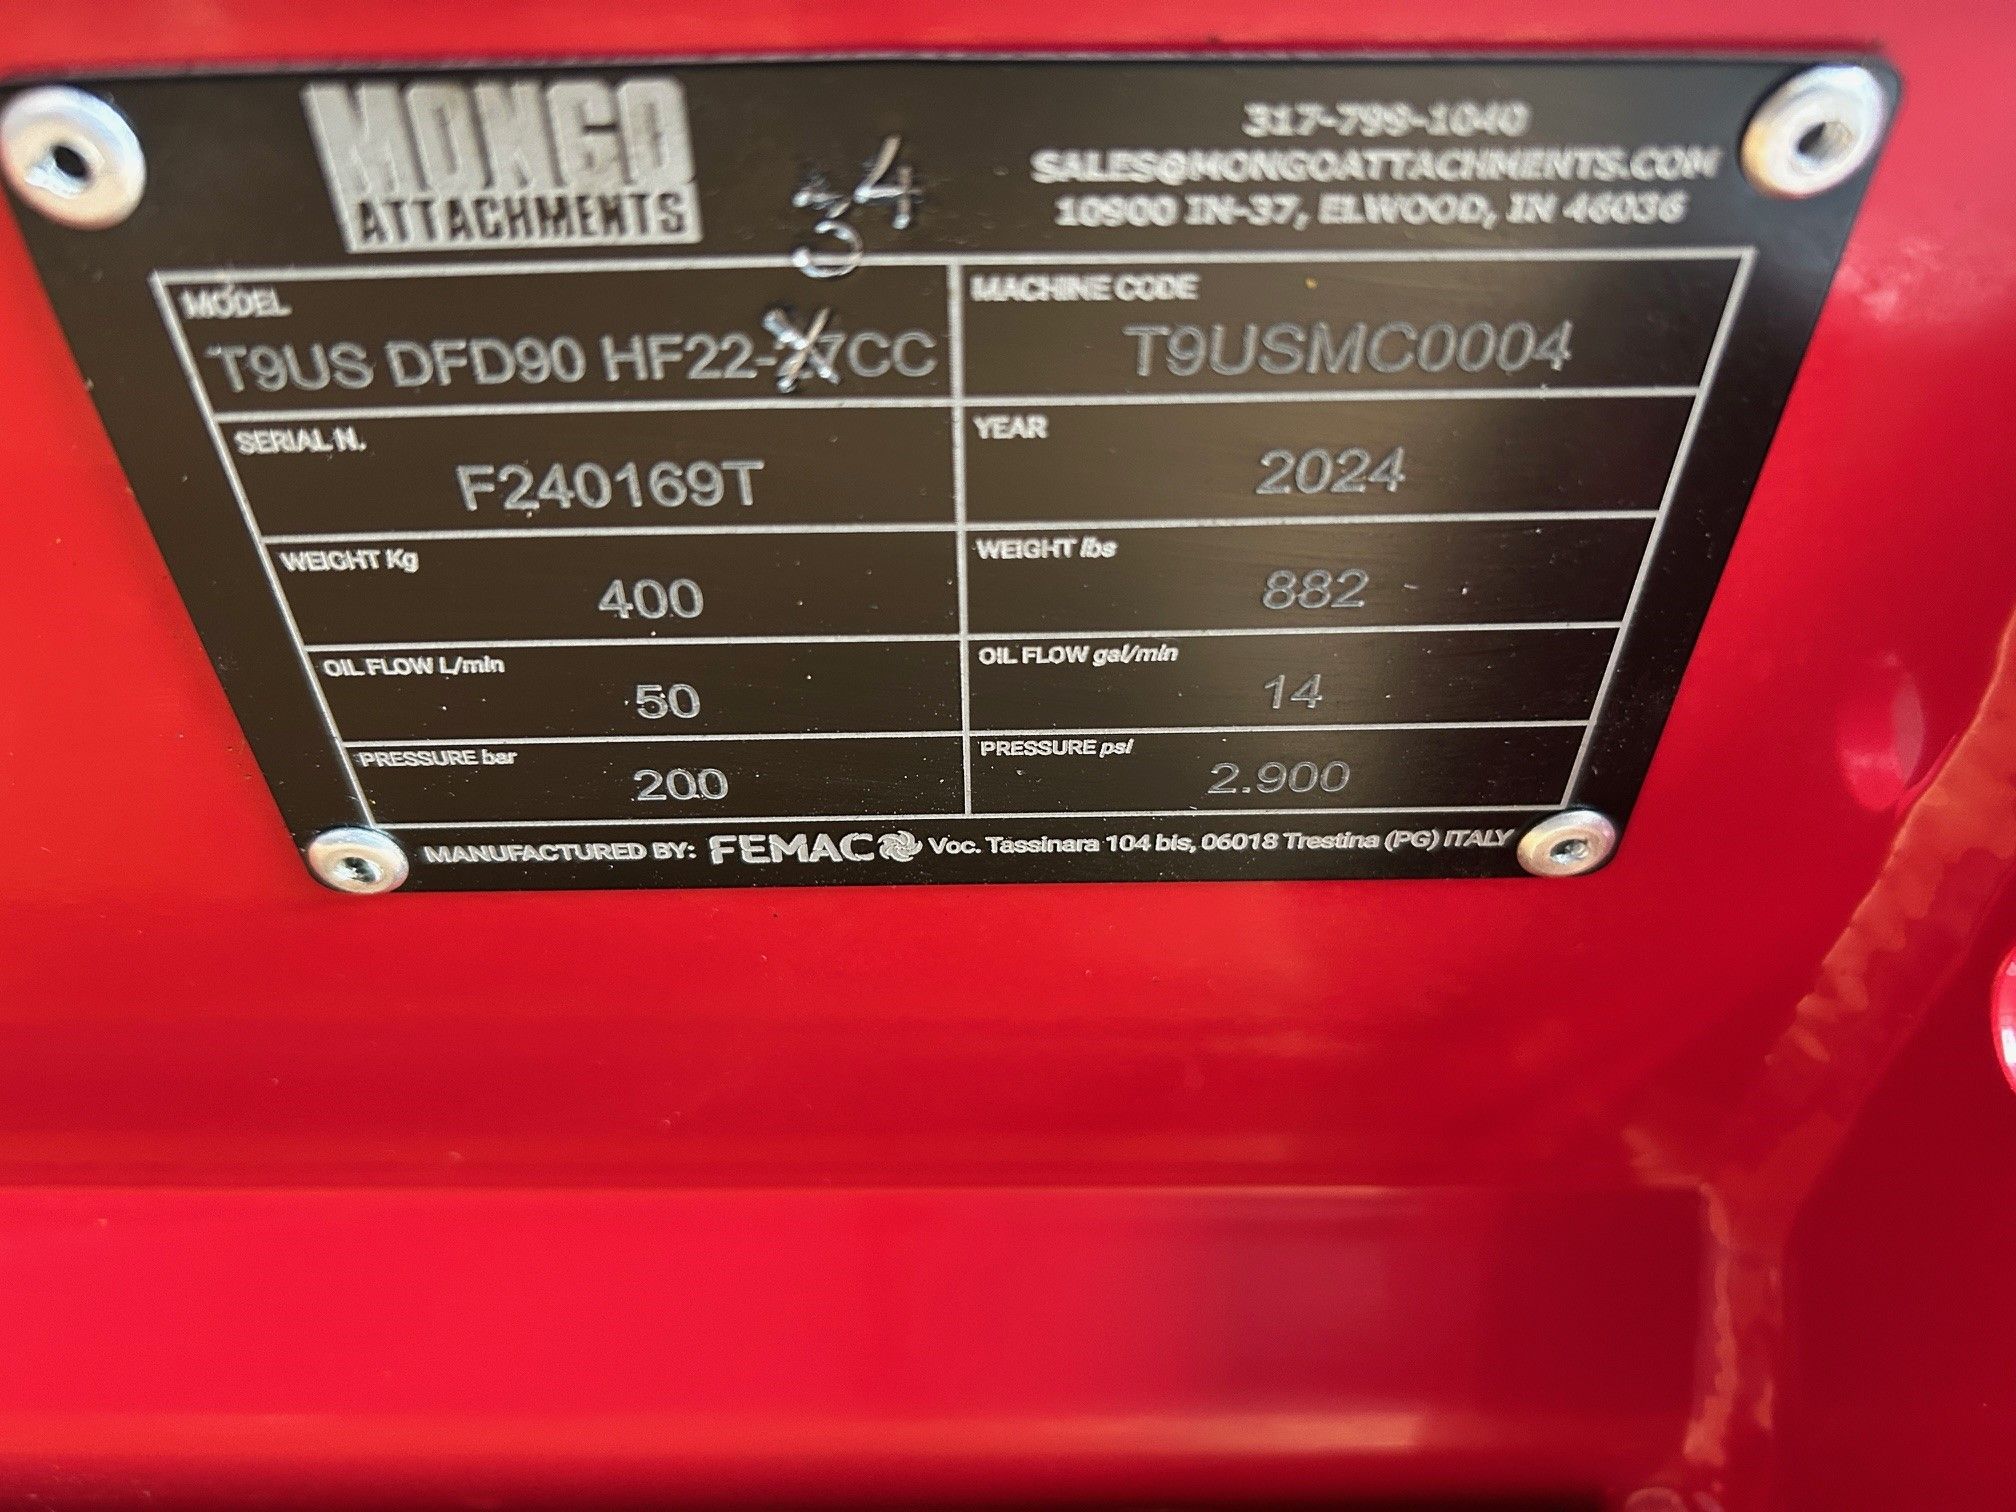 MONGO
ATTACHMENTS
34
317-799-1040
SALES@MONGOATTACHMENTS.COM
10900 IN-37, ELWOOD, IN 46036
MODEL
T9US DFD90 HF22-27CC
MACHINE CODE
T9USMC0004
SERIAL N.
F240169T
YEAR
2024
WEIGHT Kg
400
WEIGHT lbs
882
OIL FLOW L/min
50
OIL FLOW gal/min
14
PRESSURE bar
200
PRESSURE psi
2.900
MANUFACTURED BY: FEMAC Voc. Tassinara 104 bis, 06018 Trestina (PG) ITALY